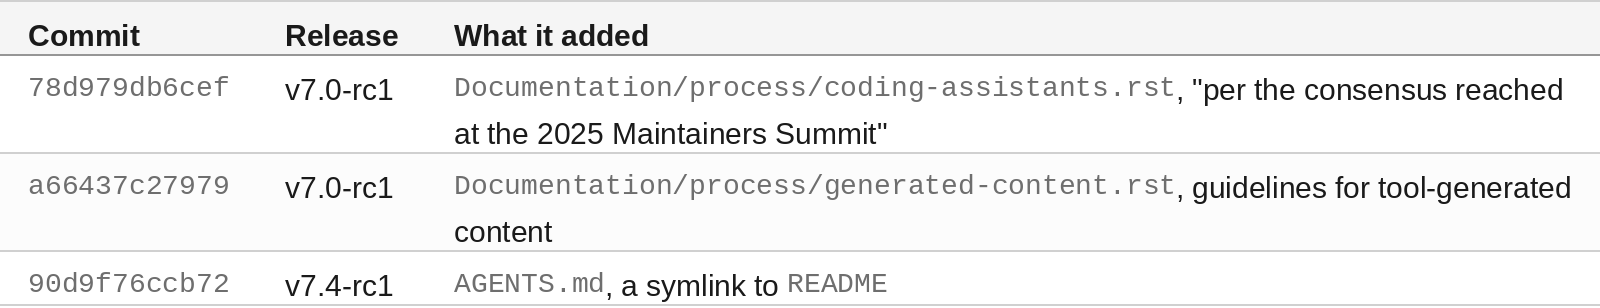 Commit Release What it added
78d979db6cef v7.0-rc1 Documentation/process/coding-assistants.rst, "per the consensus reached
at the 2025 Maintainers Summit"
a66437c27979 v7.0-rc1 Documentation/process/generated-content.rst, guidelines for tool-generated
content
90d9f76ccb72 v7.4-rc1 AGENTS.md, a symlink to README